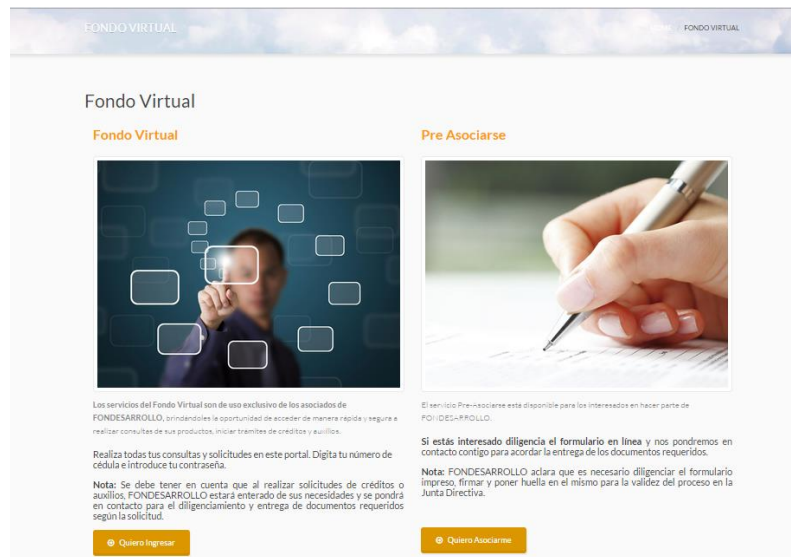 FONDO VIRTUAL
/ FONDO VIRTUAL
Fondo Virtual
Fondo Virtual
Los servicios del Fondo Virtual son de uso exclusivo de los asociados de
FONDESARROLLO, brindandoles la oportunidad de acceder de manera rápida y segura a
realizar consultas de sus productos, iniciar trámites de créditos y auxilios.
Realiza todas tus consultas y solicitudes en este portal. Digita tu número de
cédula e introduce tu contraseña.
Nota: Se debe tener en cuenta que al realizar solicitudes de créditos o
auxilios, FONDESARROLLO estará enterado de sus necesidades y se pondrá
en contacto para el diligenciamiento y entrega de documentos requeridos
según la solicitud.
Quiero Ingresar
Pre Asociarse
El servicio Pre-Asociarse está disponible para los interesados en hacer parte de
FONDESARROLLO.
Si estás interesado diligencia el formulario en línea y nos pondremos en
contacto contigo para acordar la entrega de los documentos requeridos.
Nota: FONDESARROLLO aclara que es necesario diligenciar el formulario
impreso, firmar y poner huella en el mismo para la validez del proceso en la
Junta Directiva.
Quiero Asociarme